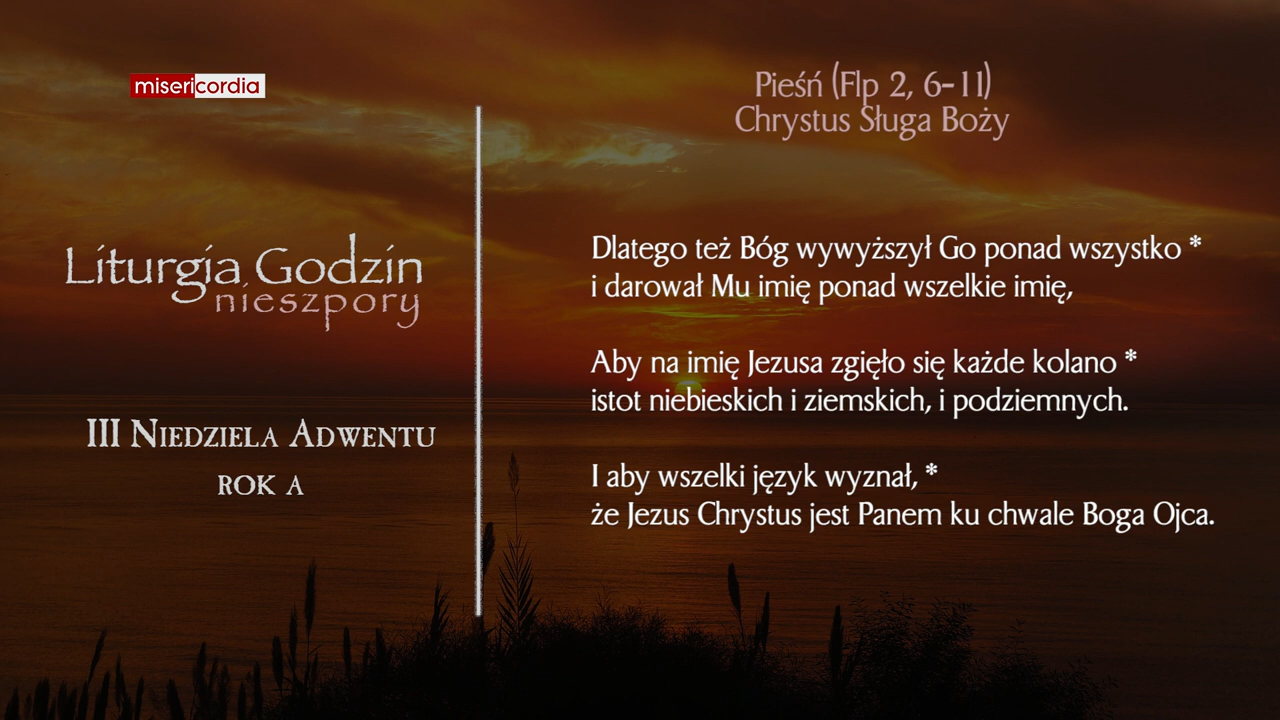 misericordia
Liturgia Godzin
nieszpory
III Niedziela Adwentu
rok A
Pieśń (Flp 2, 6-11)
Chrystus Sługa Boży
Dlatego też Bóg wywyższył Go ponad wszystko *
i darował Mu imię ponad wszelkie imię,
Aby na imię Jezusa zgięło się każde kolano *
istot niebieskich i ziemskich, i podziemnych.
I aby wszelki język wyznał, *
że Jezus Chrystus jest Panem ku chwale Boga Ojca.